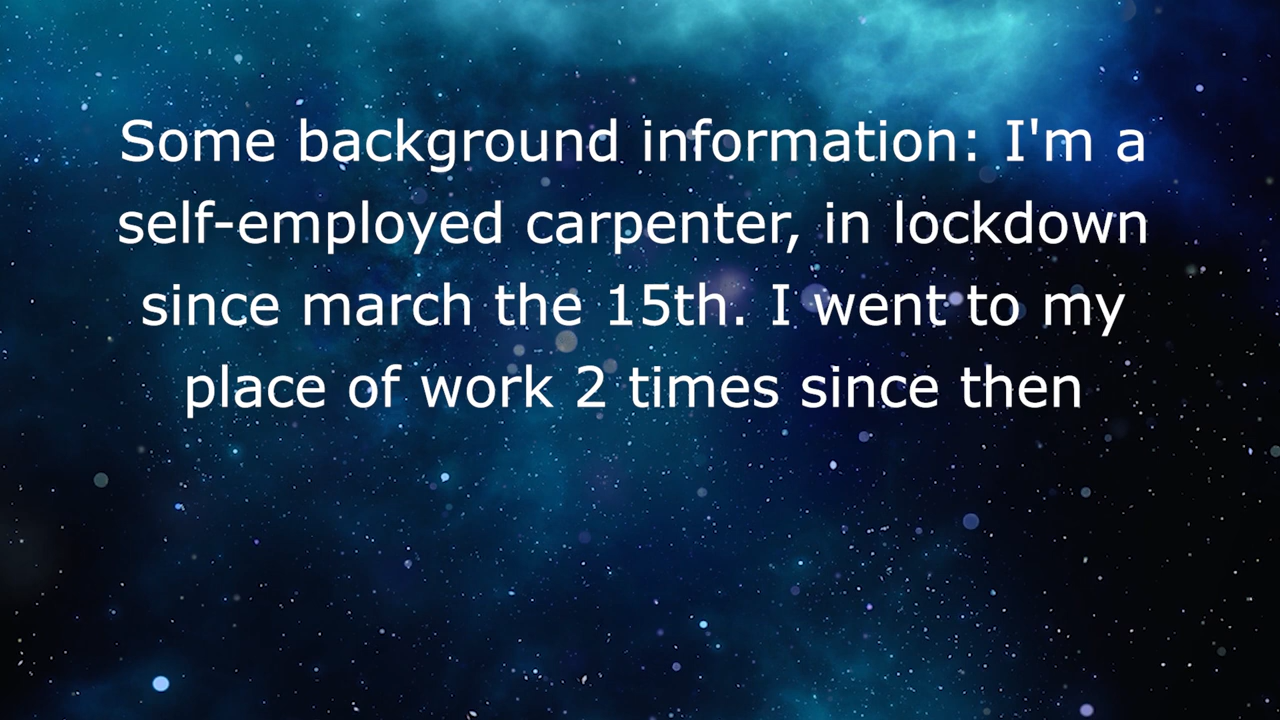 Some background information: I'm a
self-employed carpenter, in lockdown
since march the 15th. I went to my
place of work 2 times since then